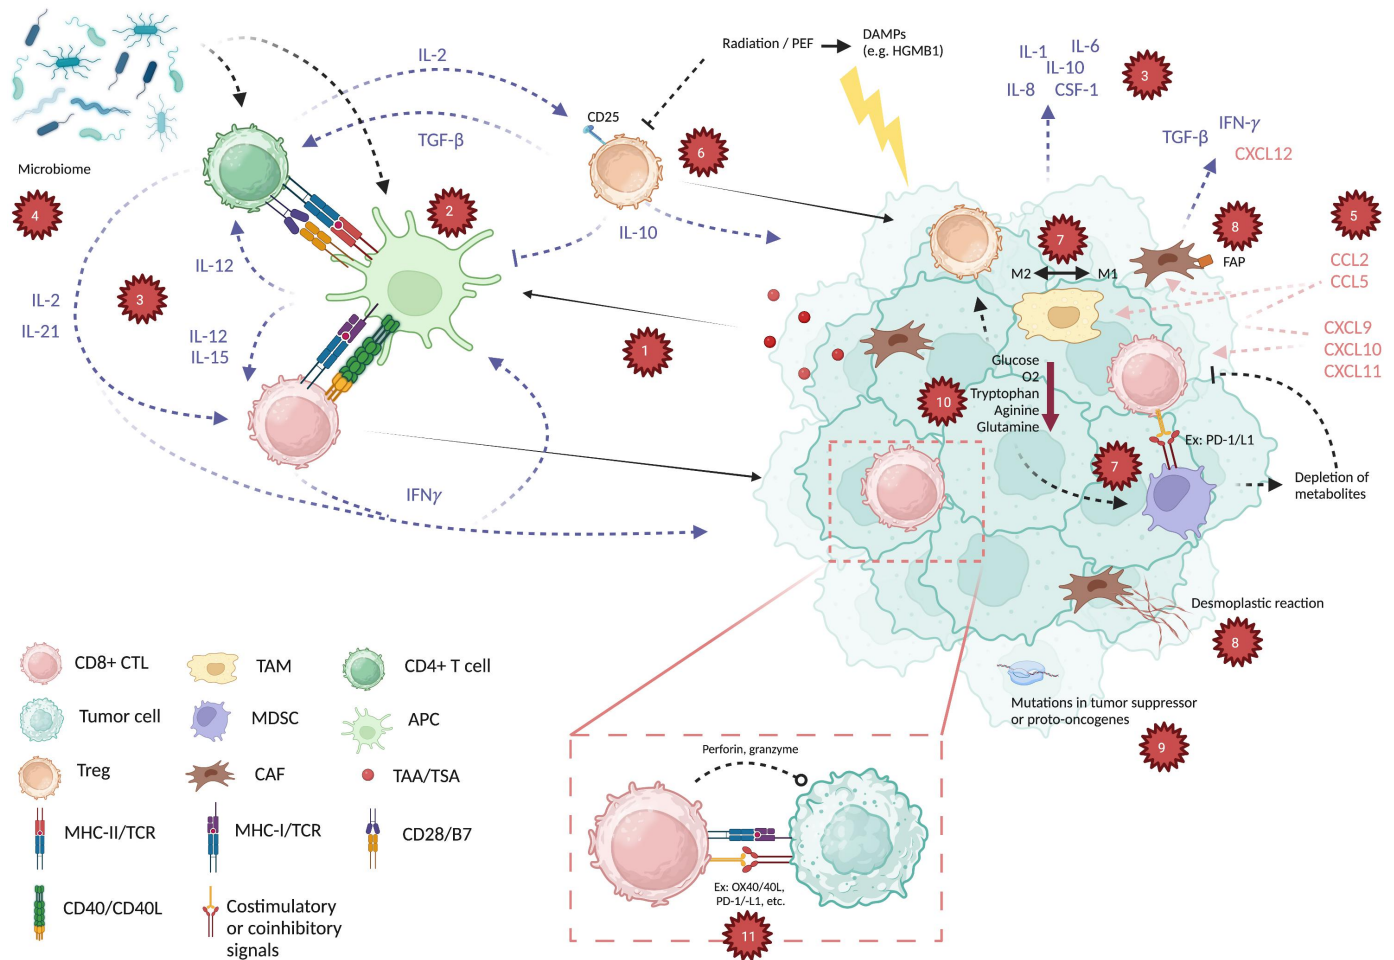 IL-2
Radiation / PEF
DAMPs
(e.g. HGMB1)
IL-1
IL-6
IL-10
IL-8
CSF-1
3
CD25
TGF-β
6
TGF-β
IFN-γ
CXCL12
Microbiome
4
2
IL-10
7
M2
M1
8
FAP
5
CCL2
CCL5
IL-12
IL-2
IL-21
3
IL-12
IL-15
1
CXCL9
CXCL10
CXCL11
Glucose
O2
Tryptophan
Aginine
Glutamine
10
Ex: PD-1/L1
7
Depletion of
metabolites
IFNγ
Desmoplastic reaction
8
Mutations in tumor suppressor
or proto-oncogenes
9
CD8+ CTL
TAM
CD4+ T cell
Tumor cell
MDSC
APC
Treg
CAF
TAA/TSA
MHC-II/TCR
MHC-I/TCR
CD28/B7
CD40/CD40L
Costimulatory
or coinhibitory
signals
Perforin, granzyme
Ex: OX40/40L,
PD-1/-L1, etc.
11